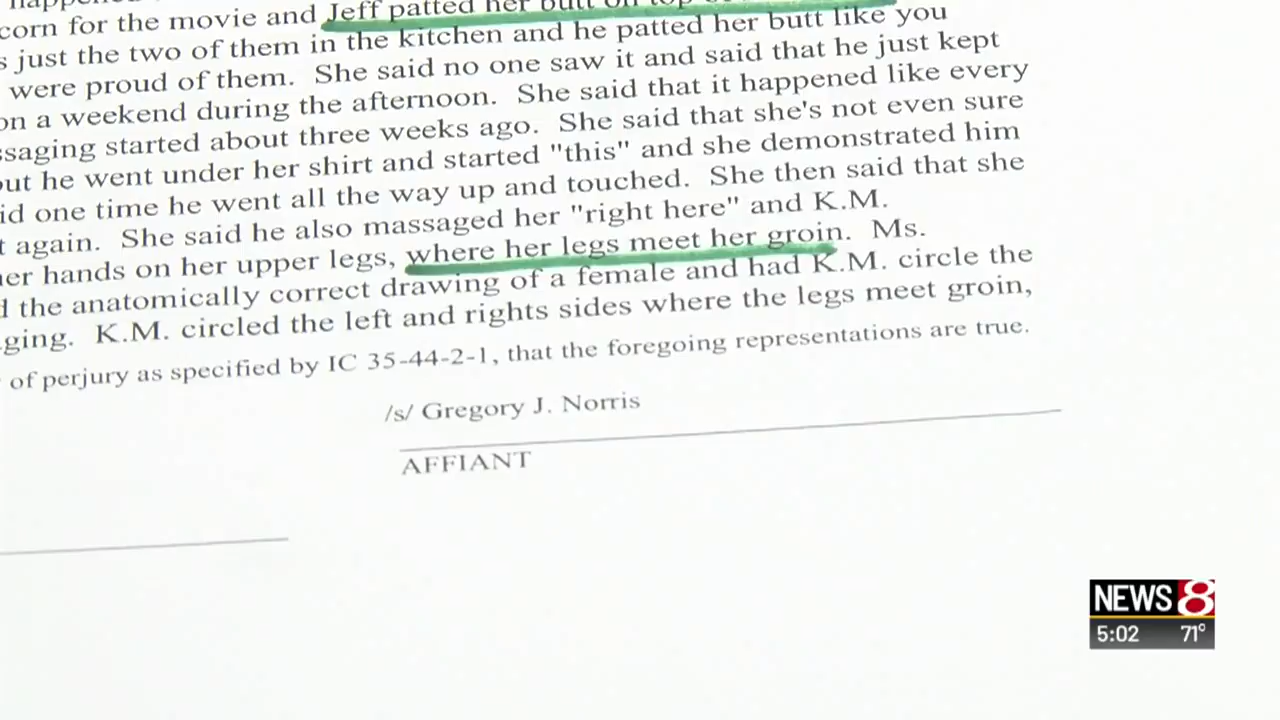 corn for the movie and Jeff patted her butt on top
s just the two of them in the kitchen and he patted her butt like you
were proud of them. She said no one saw it and said that he just kept
on a weekend during the afternoon. She said that it happened like every
ssaging started about three weeks ago. She said that she's not even sure
out he went under her shirt and started "this" and she demonstrated him
id one time he went all the way up and touched. She then said that she
t again. She said he also massaged her "right here" and K.M.
her hands on her upper legs, where her legs meet her groin. Ms.
d the anatomically correct drawing of a female and had K.M. circle the
ging. K.M. circled the left and rights sides where the legs meet groin,
of perjury as specified by IC 35-44-2-1, that the foregoing representations are true.
/s/ Gregory J. Norris
AFFIANT
NEWS 8
5:02 71°